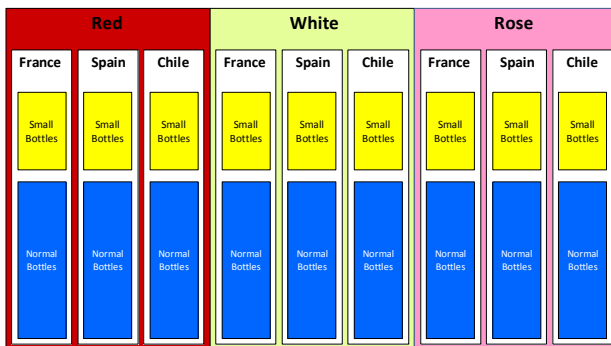 Red White Rose
France Spain Chile France Spain Chile France Spain Chile
Small Small Small Small Small Small Small Small Small
Bottles Bottles Bottles Bottles Bottles Bottles Bottles Bottles Bottles
Normal Normal Normal Normal Normal Normal Normal Normal Normal
Bottles Bottles Bottles Bottles Bottles Bottles Bottles Bottles Bottles